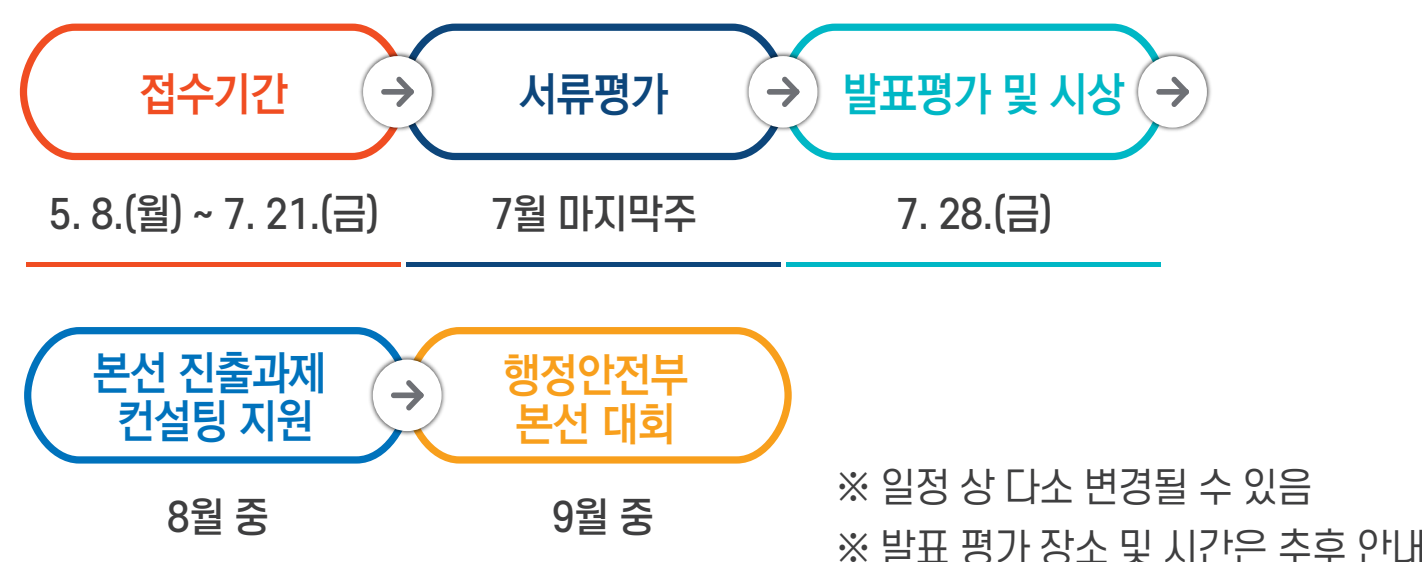 접수기간
서류평가
발표평가 및 시상
5. 8.(월) ~ 7. 21.(금)
7월 마지막주
7. 28.(금)
본선 진출과제
컨설팅 지원
행정안전부
본선 대회
8월 중
9월 중
※ 일정 상 다소 변경될 수 있음
※ 발표 평가 장소 및 시간은 추후 안내